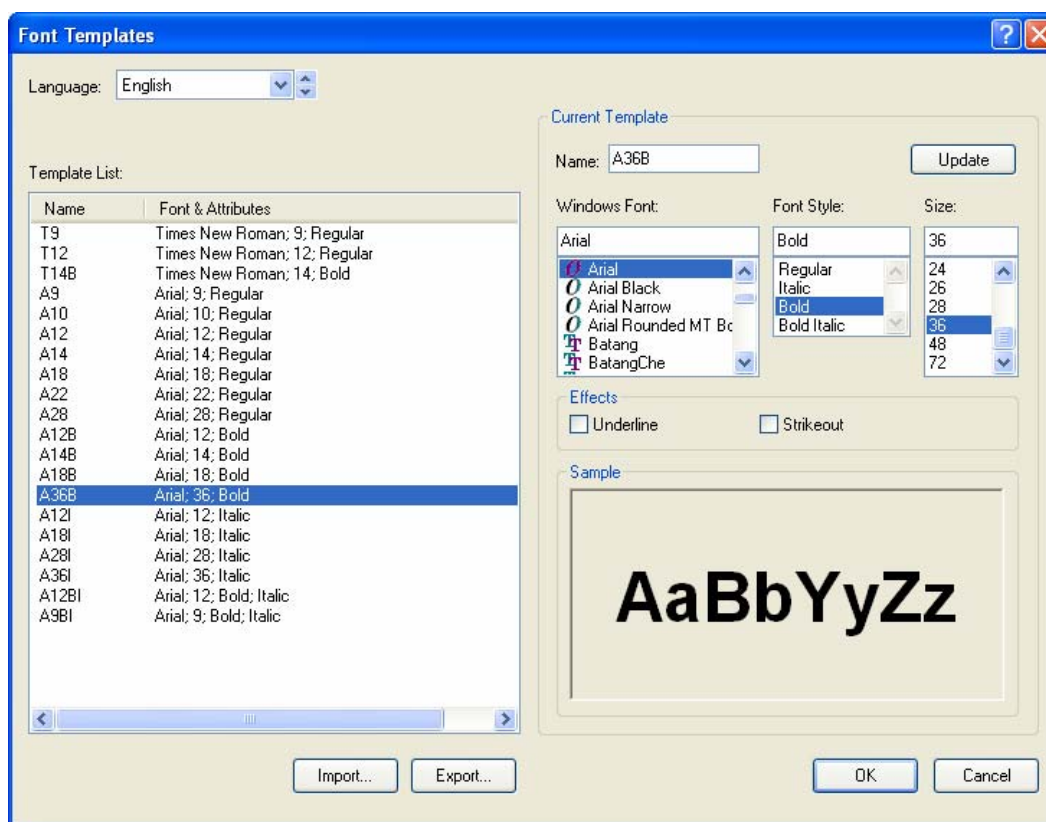 Font Templates
Language: English
Template List:
Name Font & Attributes
T9 Times New Roman; 9; Regular
T12 Times New Roman; 12; Regular
T14B Times New Roman; 14; Bold
A9 Arial; 9; Regular
A10 Arial; 10; Regular
A12 Arial; 12; Regular
A14 Arial; 14; Regular
A18 Arial; 18; Regular
A22 Arial; 22; Regular
A28 Arial; 28; Regular
A12B Arial; 12; Bold
A14B Arial; 14; Bold
A18B Arial; 18; Bold
A36B Arial; 36; Bold
A12I Arial; 12; Italic
A18I Arial; 18; Italic
A28I Arial; 28; Italic
A36I Arial; 36; Italic
A12BI Arial; 12; Bold; Italic
A9BI Arial; 9; Bold; Italic
Import... Export...
Current Template
Name: A36B Update
Windows Font: Font Style: Size:
Arial Bold 36
Arial Regular 24
Arial Black Italic 26
Arial Narrow Bold 28
Arial Rounded MT Bo Bold Italic 36
Batang 48
BatangChe 72
Effects
Underline Strikeout
Sample
AaBbYyZz
OK Cancel